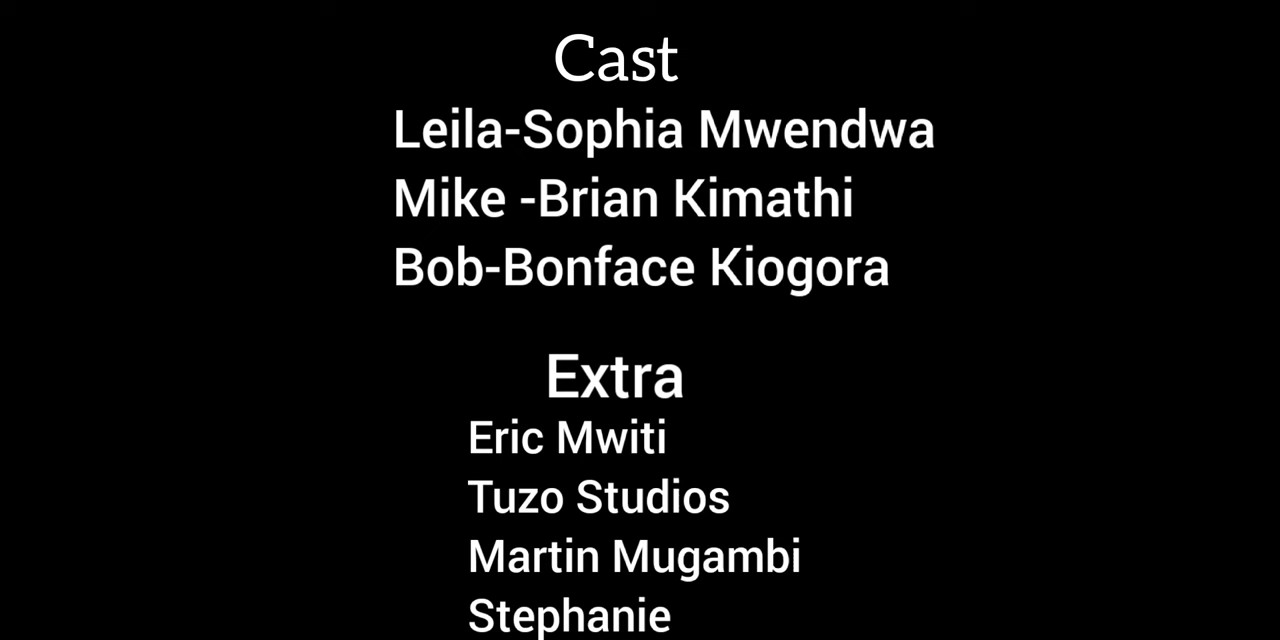 Cast
Leila-Sophia Mwendwa
Mike -Brian Kimathi
Bob-Bonface Kiogora
Extra
Eric Mwiti
Tuzo Studios
Martin Mugambi
Stephanie